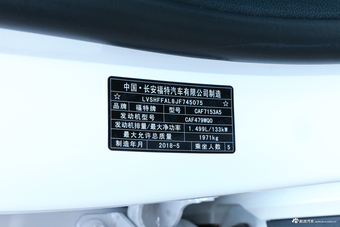 中国·长安福特汽车有限公司制造
☆ LVSHFFAL8JF745075 ☆
品牌 福特牌 型号 CAF7153A5
发动机型号 CAF479WQ0
发动机排量/最大净功率 1.499L/133kW
最大允许总质量 1971kg
制造年月 2018-5 乘坐人数 5